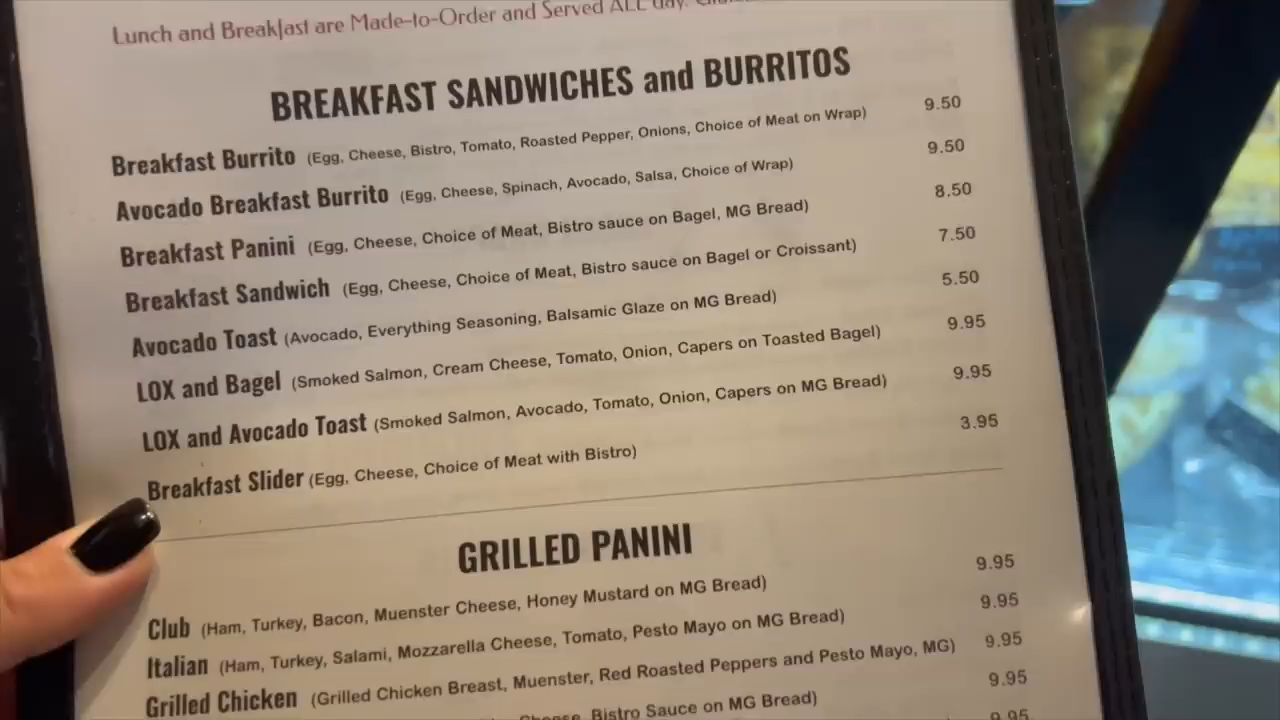 Lunch and Breakfast are Made-to-Order and Served ALL day.
BREAKFAST SANDWICHES and BURRITOS
Breakfast Burrito (Egg, Cheese, Bistro, Tomato, Roasted Pepper, Onions, Choice of Meat on Wrap) 9.50
Avocado Breakfast Burrito (Egg, Cheese, Spinach, Avocado, Salsa, Choice of Wrap) 9.50
Breakfast Panini (Egg, Cheese, Choice of Meat, Bistro sauce on Bagel, MG Bread) 8.50
Breakfast Sandwich (Egg, Cheese, Choice of Meat, Bistro sauce on Bagel or Croissant) 7.50
Avocado Toast (Avocado, Everything Seasoning, Balsamic Glaze on MG Bread) 5.50
LOX and Bagel (Smoked Salmon, Cream Cheese, Tomato, Onion, Capers on Toasted Bagel) 9.95
LOX and Avocado Toast (Smoked Salmon, Avocado, Tomato, Onion, Capers on MG Bread) 9.95
Breakfast Slider (Egg, Cheese, Choice of Meat with Bistro) 3.95
GRILLED PANINI
Club (Ham, Turkey, Bacon, Muenster Cheese, Honey Mustard on MG Bread) 9.95
Italian (Ham, Turkey, Salami, Mozzarella Cheese, Tomato, Pesto Mayo on MG Bread) 9.95
Grilled Chicken (Grilled Chicken Breast, Muenster, Red Roasted Peppers and Pesto Mayo, MG) 9.95
Cheese, Bistro Sauce on MG Bread) 9.95
9.95